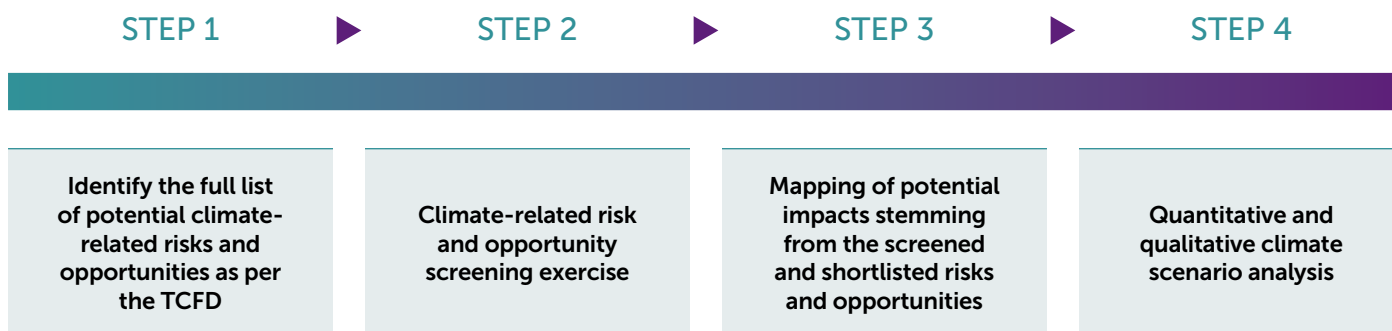 STEP 1
STEP 2
STEP 3
STEP 4
Identify the full list
of potential climate-
related risks and
opportunities as per
the TCFD
Climate-related risk
and opportunity
screening exercise
Mapping of potential
impacts stemming
from the screened
and shortlisted risks
and opportunities
Quantitative and
qualitative climate
scenario analysis